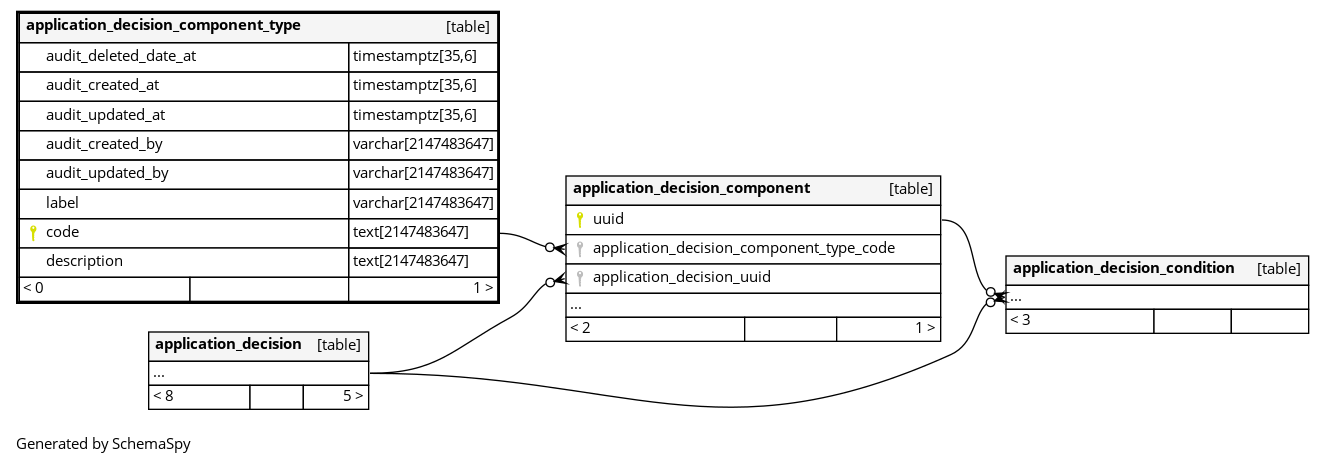 application_decision_component_type [table]
audit_deleted_date_at timestamptz[35,6]
audit_created_at timestamptz[35,6]
audit_updated_at timestamptz[35,6]
audit_created_by varchar[2147483647]
audit_updated_by varchar[2147483647]
label varchar[2147483647]
code text[2147483647]
description text[2147483647]
< 0 1 >
application_decision_component [table]
uuid
application_decision_component_type_code
application_decision_uuid
...
< 2 1 >
application_decision_condition [table]
...
< 3
application_decision [table]
...
< 8 5 >
Generated by SchemaSpy